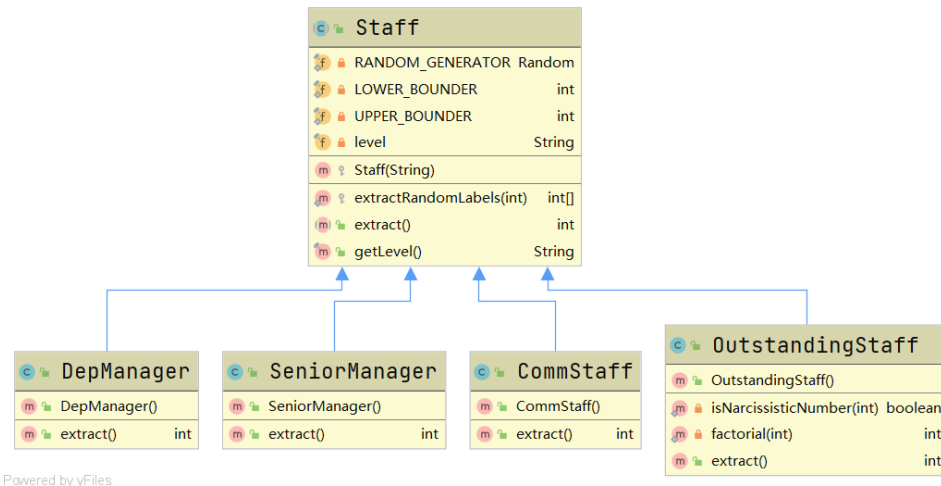 Staff
RANDOM_GENERATOR Random
LOWER_BOUNDER int
UPPER_BOUNDER int
level String
Staff(String)
extractRandomLabels(int) int[]
extract() int
getLevel() String
DepManager
DepManager()
extract() int
SeniorManager
SeniorManager()
extract() int
CommStaff
CommStaff()
extract() int
OutstandingStaff
OutstandingStaff()
isNarcissisticNumber(int) boolean
factorial(int) int
extract() int
Powered by yFiles